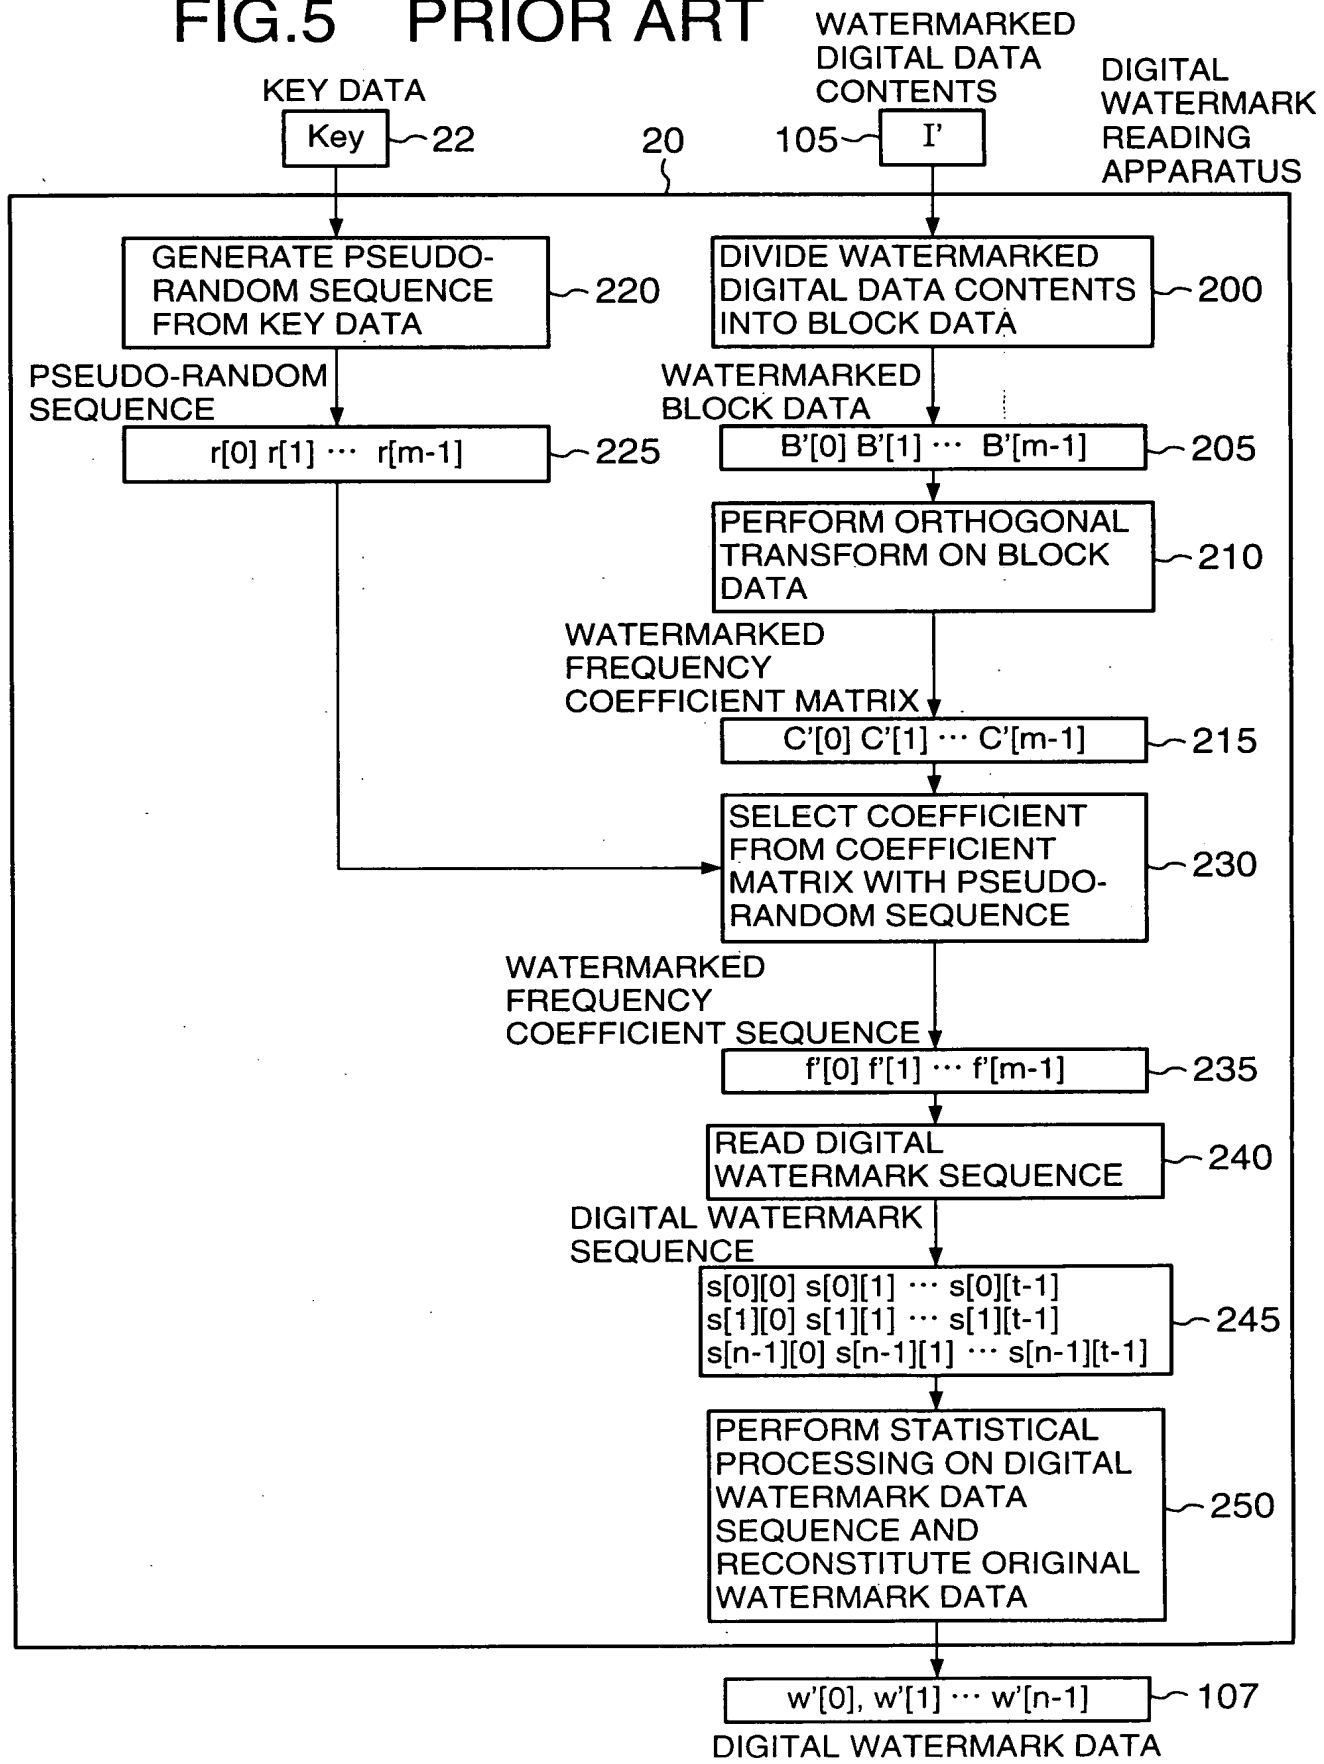 FIG.5 PRIOR ART
WATERMARKED
DIGITAL DATA
CONTENTS
DIGITAL
WATERMARK
READING
APPARATUS
KEY DATA
Key
22
20
105
I'
GENERATE PSEUDO-
RANDOM SEQUENCE
FROM KEY DATA
220
DIVIDE WATERMARKED
DIGITAL DATA CONTENTS
INTO BLOCK DATA
200
PSEUDO-RANDOM
SEQUENCE
WATERMARKED
BLOCK DATA
r[0] r[1] ··· r[m-1]
225
B'[0] B'[1] ··· B'[m-1]
205
PERFORM ORTHOGONAL
TRANSFORM ON BLOCK
DATA
210
WATERMARKED
FREQUENCY
COEFFICIENT MATRIX
C'[0] C'[1] ··· C'[m-1]
215
SELECT COEFFICIENT
FROM COEFFICIENT
MATRIX WITH PSEUDO-
RANDOM SEQUENCE
230
WATERMARKED
FREQUENCY
COEFFICIENT SEQUENCE
f'[0] f'[1] ··· f'[m-1]
235
READ DIGITAL
WATERMARK SEQUENCE
240
DIGITAL WATERMARK
SEQUENCE
s[0][0] s[0][1] ··· s[0][t-1]
s[1][0] s[1][1] ··· s[1][t-1]
s[n-1][0] s[n-1][1] ··· s[n-1][t-1]
245
PERFORM STATISTICAL
PROCESSING ON DIGITAL
WATERMARK DATA
SEQUENCE AND
RECONSTITUTE ORIGINAL
WATERMARK DATA
250
w'[0], w'[1] ··· w'[n-1]
107
DIGITAL WATERMARK DATA